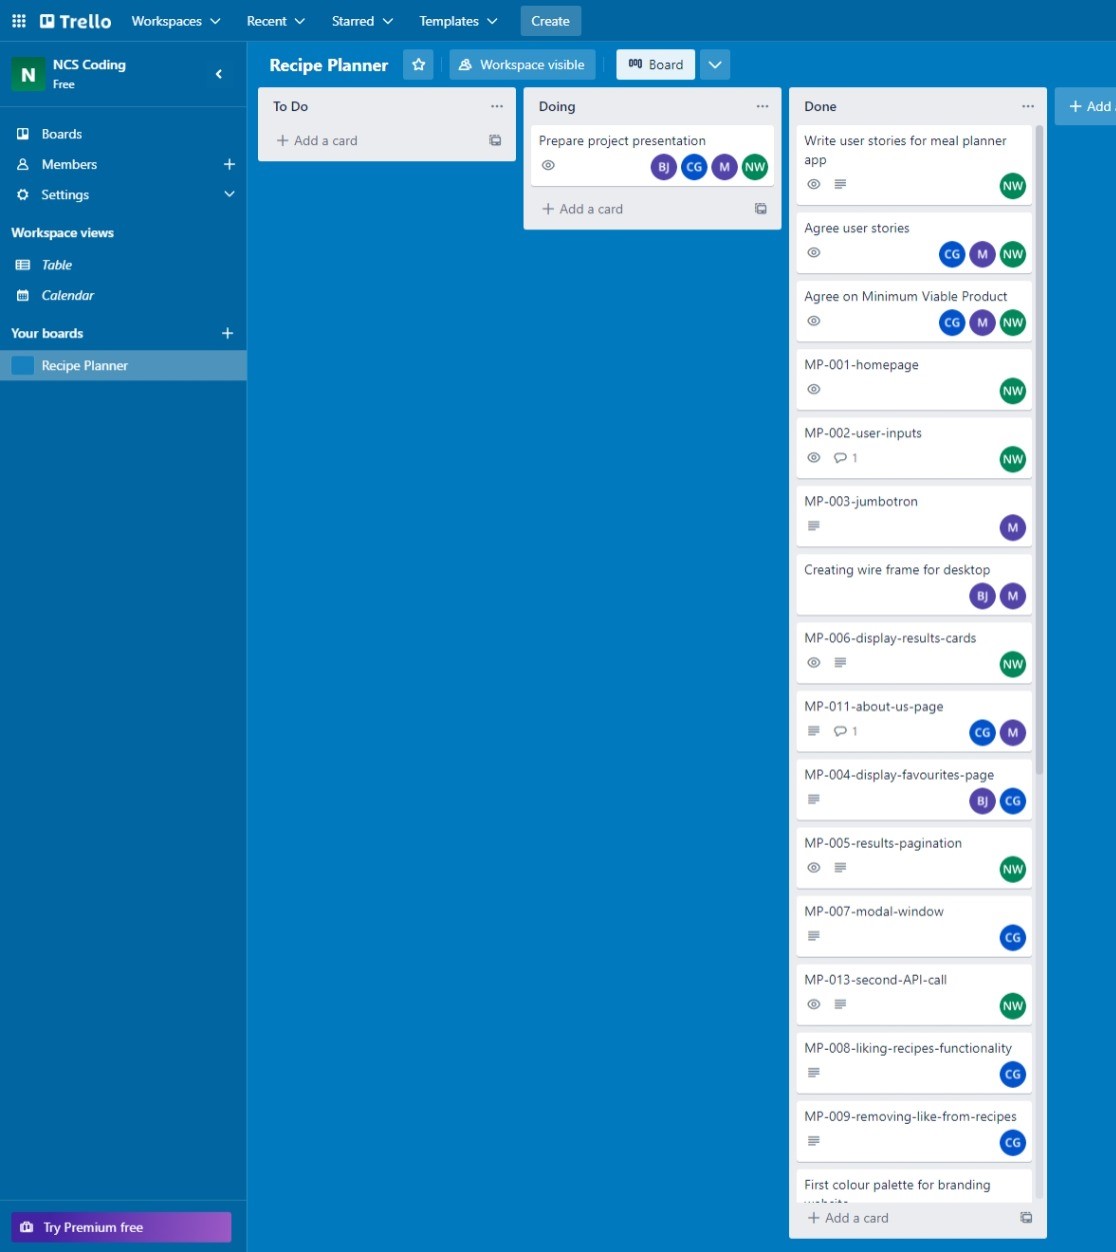 Trello Workspaces Recent Starred Templates Create
N NCS Coding
Free
Boards
Members
Settings
Workspace views
Table
Calendar
Your boards
Recipe Planner
Try Premium free
Recipe Planner Workspace visible Board
To Do
Add a card
Doing
Prepare project presentation
BJ CG M NW
Add a card
Done
Write user stories for meal planner
app
NW
Agree user stories
CG M NW
Agree on Minimum Viable Product
CG M NW
MP-001-homepage
NW
MP-002-user-inputs
1 NW
MP-003-jumbotron
M
Creating wire frame for desktop
BJ M
MP-006-display-results-cards
NW
MP-011-about-us-page
1 CG M
MP-004-display-favourites-page
BJ CG
MP-005-results-pagination
NW
MP-007-modal-window
CG
MP-013-second-API-call
NW
MP-008-liking-recipes-functionality
CG
MP-009-removing-like-from-recipes
CG
First colour palette for branding
website
Add a card
Add